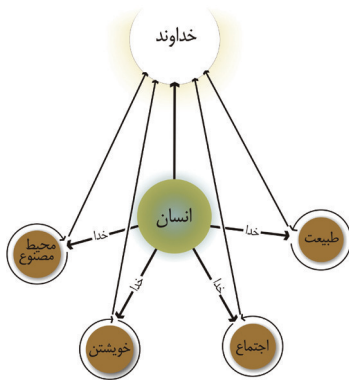 خداوند
انسان
طبیعت
محیط
مصنوع
خدا
خدا
خدا
خدا
خویشتن
اجتماع